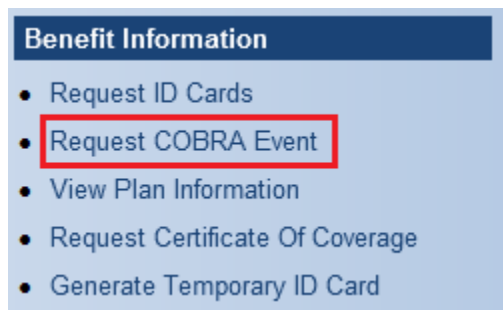 Benefit Information
Request ID Cards
Request COBRA Event
View Plan Information
Request Certificate Of Coverage
Generate Temporary ID Card